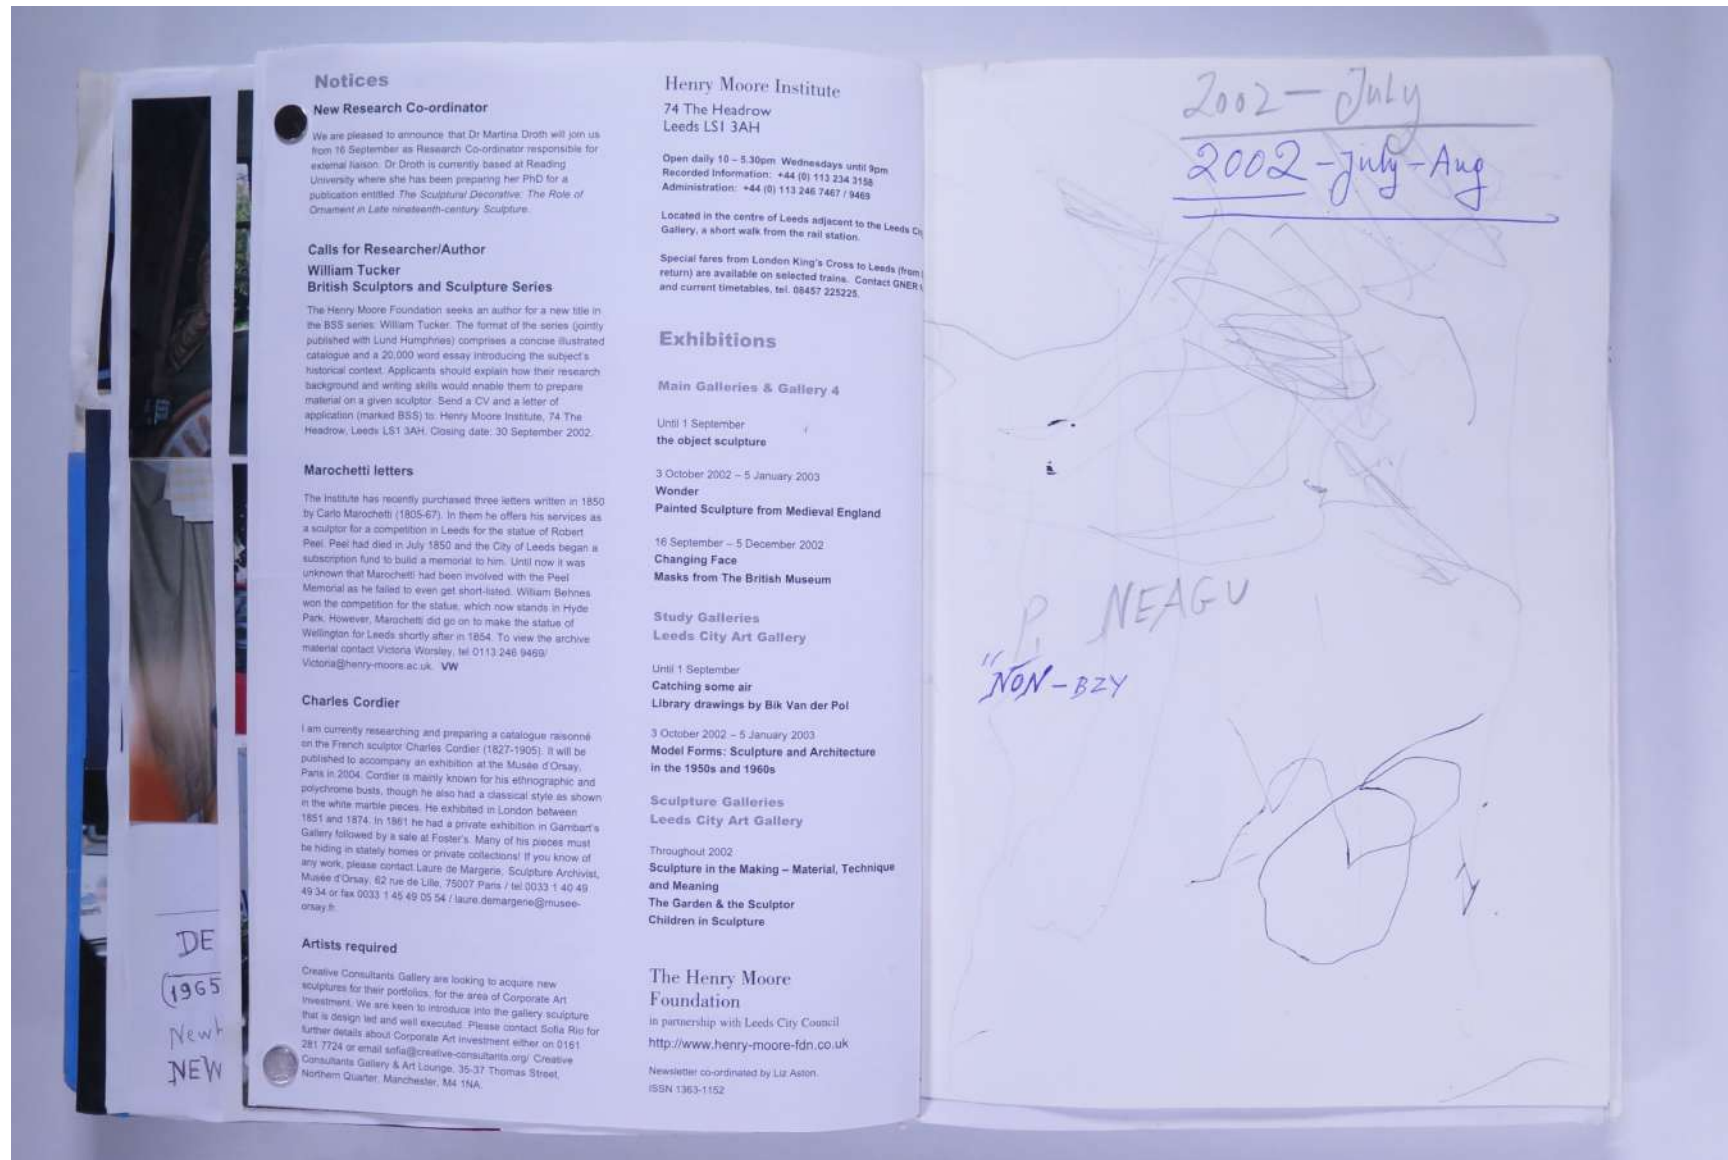 Notices
New Research Co-ordinator
We are pleased to announce that Dr Martina Droth will join us
from 16 September as Research Co-ordinator responsible for
external liaison. Dr Droth is currently based at Reading
University where she has been preparing her PhD for a
publication entitled The Sculptural Decorative: The Role of
Ornament in Late nineteenth-century Sculpture.
Calls for Researcher/Author
William Tucker
British Sculptors and Sculpture Series
The Henry Moore Foundation seeks an author for a new title in
the BSS series: William Tucker. The format of the series (jointly
published with Lund Humphries) comprises a concise illustrated
catalogue and a 20,000 word essay introducing the subject's
historical context. Applicants should explain how their research
background and writing skills would enable them to prepare
material on a given sculptor. Send a CV and a letter of
application (marked BSS) to: Henry Moore Institute, 74 The
Headrow, Leeds LS1 3AH. Closing date: 30 September 2002.
Marochetti letters
The Institute has recently purchased three letters written in 1850
by Carlo Marochetti (1805-67). In them he offers his services as
a sculptor for a competition in Leeds for the statue of Robert
Peel. Peel had died in July 1850 and the City of Leeds began a
subscription fund to build a memorial to him. Until now it was
unknown that Marochetti had been involved with the Peel
Memorial as he failed to even get short-listed. William Behnes
won the competition for the statue, which now stands in Hyde
Park. However, Marochetti did go on to make the statue of
Wellington for Leeds shortly after in 1854. To view the archive
material contact Victoria Worsley, tel 0113 246 9469/
Victoria@henry-moore.ac.uk. VW
Charles Cordier
I am currently researching and preparing a catalogue raisonné
on the French sculptor Charles Cordier (1827-1905). It will be
published to accompany an exhibition at the Musée d'Orsay,
Paris in 2004. Cordier is mainly known for his ethnographic and
polychrome busts, though he also had a classical style as shown
in the white marble pieces. He exhibited in London between
1851 and 1874. In 1861 he had a private exhibition in Gambart's
Gallery followed by a sale at Foster's. Many of his pieces must
be hiding in stately homes or private collections! If you know of
any work, please contact Laure de Margerie, Sculpture Archivist,
Musée d'Orsay, 62 rue de Lille, 75007 Paris / tel 0033 1 40 49
49 34 or fax 0033 1 45 49 05 54 / laure.demargerie@musee-
orsay.fr.
Artists required
Creative Consultants Gallery are looking to acquire new
sculptures for their portfolios, for the area of Corporate Art
Investment. We are keen to introduce into the gallery sculpture
that is design led and well executed. Please contact Sofia Rio for
further details about Corporate Art investment either on 0161
281 7724 or email sofia@creative-consultants.org/ Creative
Consultants Gallery & Art Lounge, 35-37 Thomas Street,
Northern Quarter, Manchester, M4 1NA.
Henry Moore Institute
74 The Headrow
Leeds LS1 3AH
Open daily 10 – 5.30pm Wednesdays until 9pm
Recorded Information: +44 (0) 113 234 3158
Administration: +44 (0) 113 246 7467 / 9469
Located in the centre of Leeds adjacent to the Leeds
Gallery, a short walk from the rail station.
Special fares from London King's Cross to Leeds (from
return) are available on selected trains. Contact GNER
and current timetables, tel. 08457 225225.
Exhibitions
Main Galleries & Gallery 4
Until 1 September
the object sculpture
3 October 2002 – 5 January 2003
Wonder
Painted Sculpture from Medieval England
16 September – 5 December 2002
Changing Face
Masks from The British Museum
Study Galleries
Leeds City Art Gallery
Until 1 September
Catching some air
Library drawings by Bik Van der Pol
3 October 2002 – 5 January 2003
Model Forms: Sculpture and Architecture
in the 1950s and 1960s
Sculpture Galleries
Leeds City Art Gallery
Throughout 2002
Sculpture in the Making – Material, Technique
and Meaning
The Garden & the Sculptor
Children in Sculpture
The Henry Moore
Foundation
in partnership with Leeds City Council
http://www.henry-moore-fdn.co.uk
Newsletter co-ordinated by Liz Aston.
ISSN 1363-1152
DE
(1965
Newh
NEW
2002 – July
2002 - July - Aug
P. NEAGU
"NON - BZY